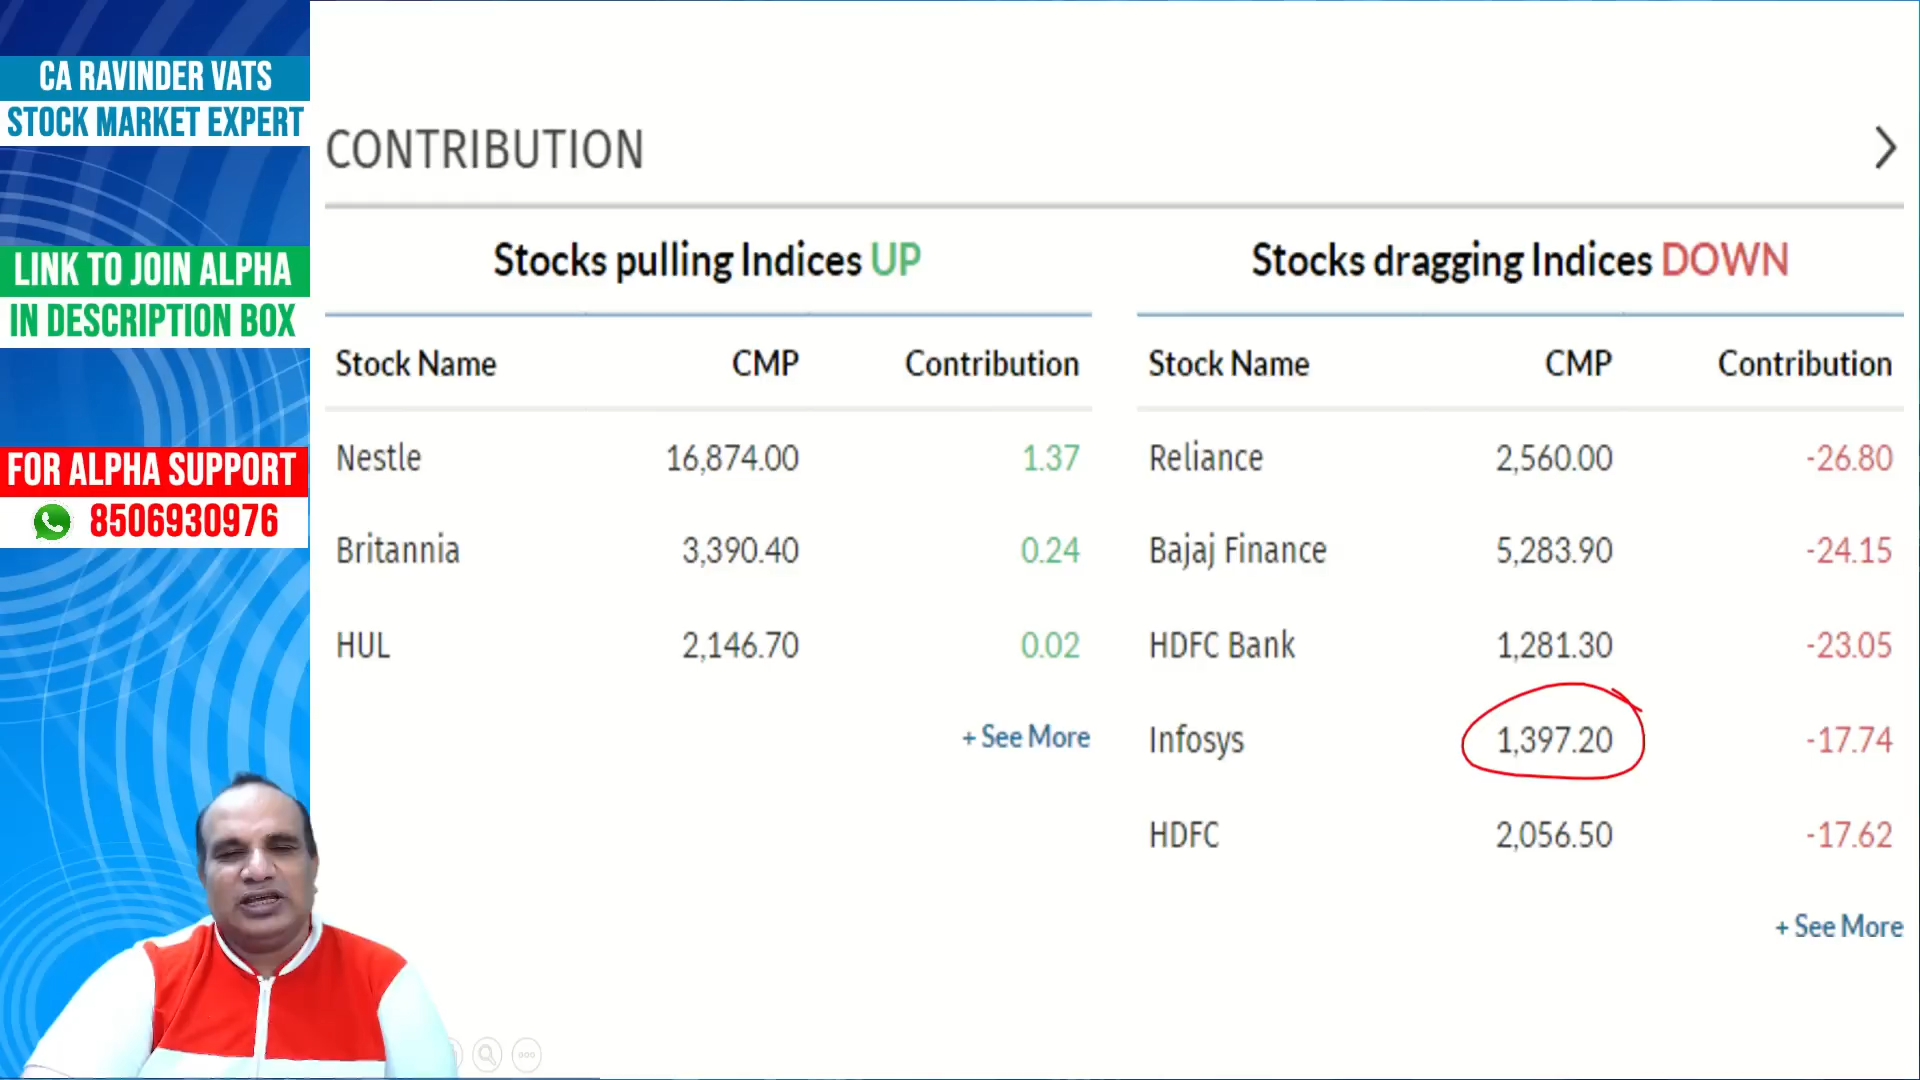 CA RAVINDER VATS
STOCK MARKET EXPERT
LINK TO JOIN ALPHA
IN DESCRIPTION BOX
FOR ALPHA SUPPORT
8506930976
CONTRIBUTION
Stocks pulling Indices UP
Stock Name CMP Contribution
Nestle 16,874.00 1.37
Britannia 3,390.40 0.24
HUL 2,146.70 0.02
+ See More
Stocks dragging Indices DOWN
Stock Name CMP Contribution
Reliance 2,560.00 -26.80
Bajaj Finance 5,283.90 -24.15
HDFC Bank 1,281.30 -23.05
Infosys 1,397.20 -17.74
HDFC 2,056.50 -17.62
+ See More